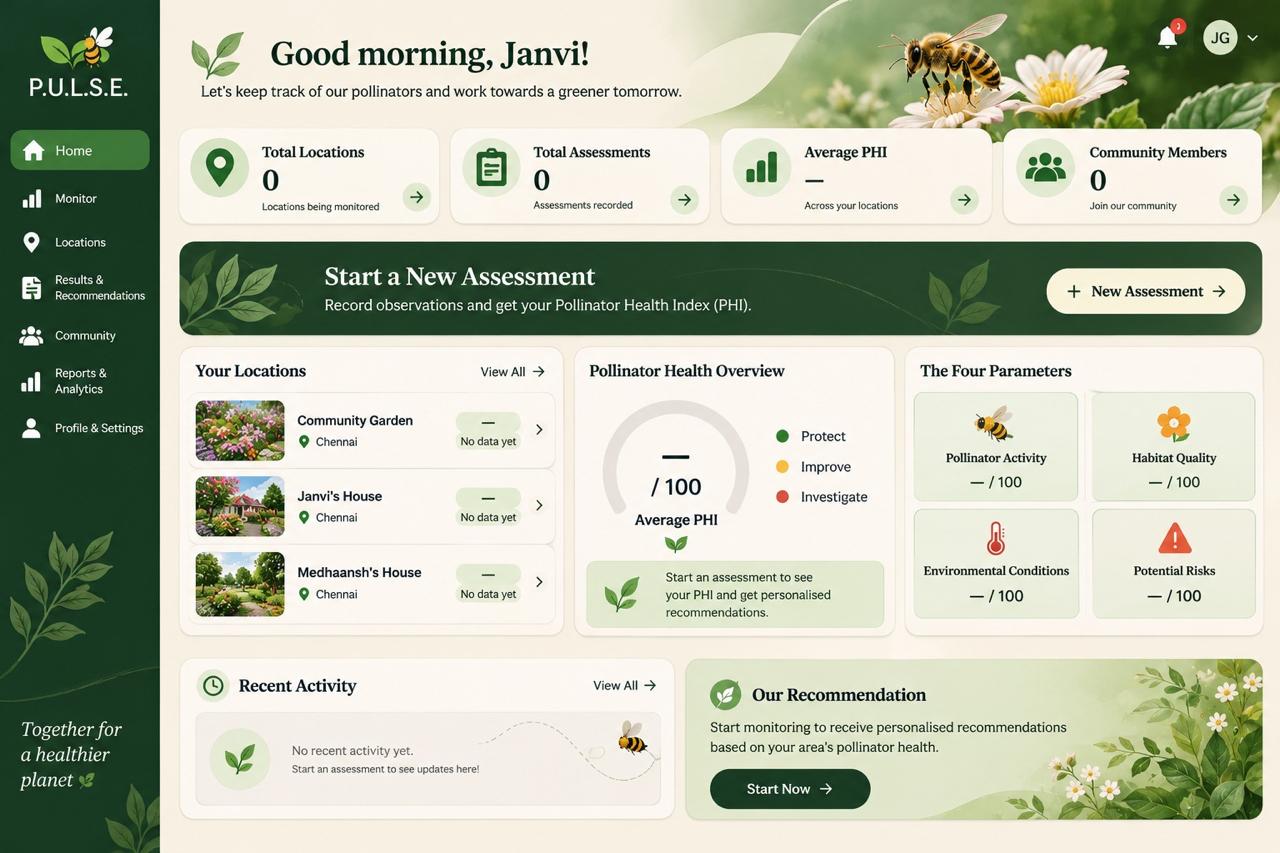 P.U.L.S.E.
Home
Monitor
Locations
Results &
Recommendations
Community
Reports &
Analytics
Profile & Settings
Together for
a healthier
planet
Good morning, Janvi!
Let's keep track of our pollinators and work towards a greener tomorrow.
JG
Total Locations
0
Locations being monitored
Total Assessments
0
Assessments recorded
Average PHI
—
Across your locations
Community Members
0
Join our community
Start a New Assessment
Record observations and get your Pollinator Health Index (PHI).
New Assessment
Your Locations
View All
Community Garden
Chennai
—
No data yet
Janvi's House
Chennai
—
No data yet
Medhaansh's House
Chennai
—
No data yet
Pollinator Health Overview
—
/ 100
Average PHI
Protect
Improve
Investigate
Start an assessment to see
your PHI and get personalised
recommendations.
The Four Parameters
Pollinator Activity
— / 100
Habitat Quality
— / 100
Environmental Conditions
— / 100
Potential Risks
— / 100
Recent Activity
View All
No recent activity yet.
Start an assessment to see updates here!
Our Recommendation
Start monitoring to receive personalised recommendations
based on your area's pollinator health.
Start Now